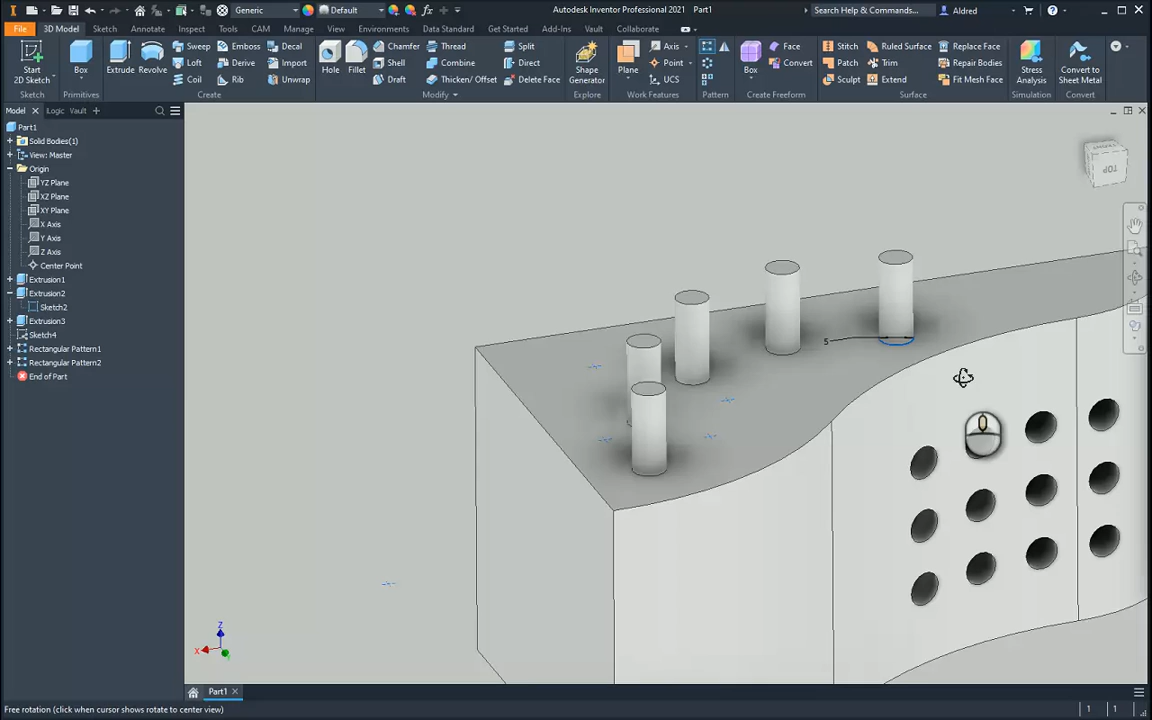 Generic
Default
Autodesk Inventor Professional 2021
Part1
Search Help & Commands...
Aldred
File
3D Model
Sketch
Annotate
Inspect
Tools
CAM
Manage
View
Environments
Data Standard
Get Started
Add-Ins
Vault
Collaborate
Start
2D Sketch
Box
Extrude
Revolve
Sweep
Loft
Coil
Emboss
Derive
Rib
Decal
Import
Unwrap
Hole
Fillet
Chamfer
Shell
Draft
Thread
Combine
Thicken/ Offset
Split
Direct
Delete Face
Shape
Generator
Plane
Axis
Point
UCS
Box
Face
Convert
Stitch
Patch
Sculpt
Ruled Surface
Trim
Extend
Replace Face
Repair Bodies
Fit Mesh Face
Stress
Analysis
Convert to
Sheet Metal
Sketch
Primitives
Create
Modify
Explore
Work Features
Pattern
Create Freeform
Surface
Simulation
Convert
Model
iLogic
Vault
Part1
Solid Bodies(1)
View: Master
Origin
YZ Plane
XZ Plane
XY Plane
X Axis
Y Axis
Z Axis
Center Point
Extrusion1
Extrusion2
Sketch2
Extrusion3
Sketch4
Rectangular Pattern1
Rectangular Pattern2
End of Part
TOP
5
Z
X
Y
Part1
Free rotation (click when cursor shows rotate to center view)
1
1